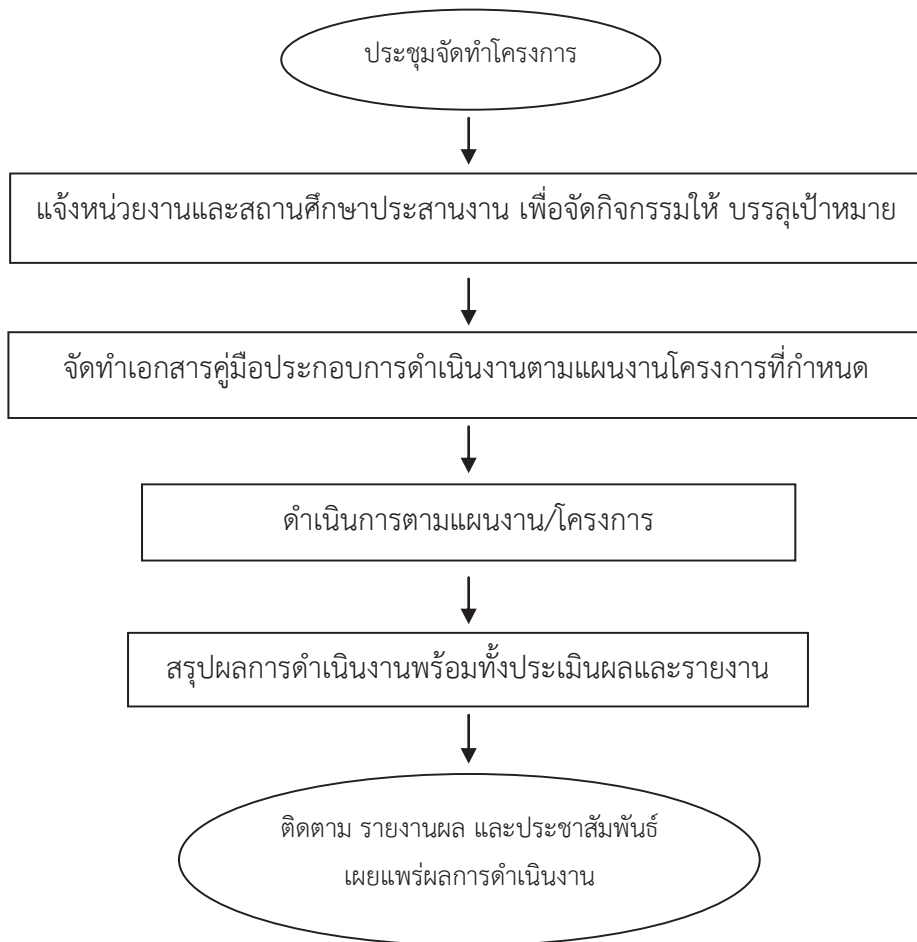 ประชุมจัดทำโครงการ
แจ้งหน่วยงานและสถานศึกษาประสานงาน เพื่อจัดกิจกรรมให้ บรรลุเป้าหมาย
จัดทำเอกสารคู่มือประกอบการดำเนินงานตามแผนงานโครงการที่กำหนด
ดำเนินการตามแผนงาน/โครงการ
สรุปผลการดำเนินงานพร้อมทั้งประเมินผลและรายงาน
ติดตาม รายงานผล และประชาสัมพันธ์
เผยแพร่ผลการดำเนินงาน